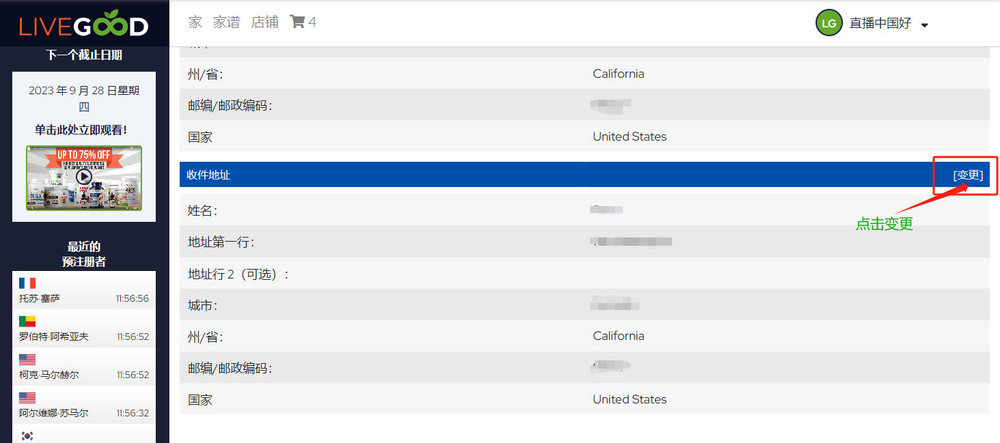 LIVEGOOD
下一个截止日期
2023 年 9 月 28 日星期
四
单击此处立即观看！
UP TO 75% OFF
HIGHEST QUALITY NUTRITIONAL
SUPPLEMENTS ON THE PLANET
最近的
预注册者
托苏·塞萨 11:56:56
罗伯特·阿希亚夫 11:56:52
柯克·马尔赫尔 11:56:52
阿尔维娜·苏马尔 11:56:32
家 家谱 店铺 4
LG 直播中国好
州/省： California
邮编/邮政编码：
国家 United States
收件地址 [变更]
点击变更
姓名：
地址第一行：
地址行 2（可选）：
城市：
州/省： California
邮编/邮政编码：
国家 United States